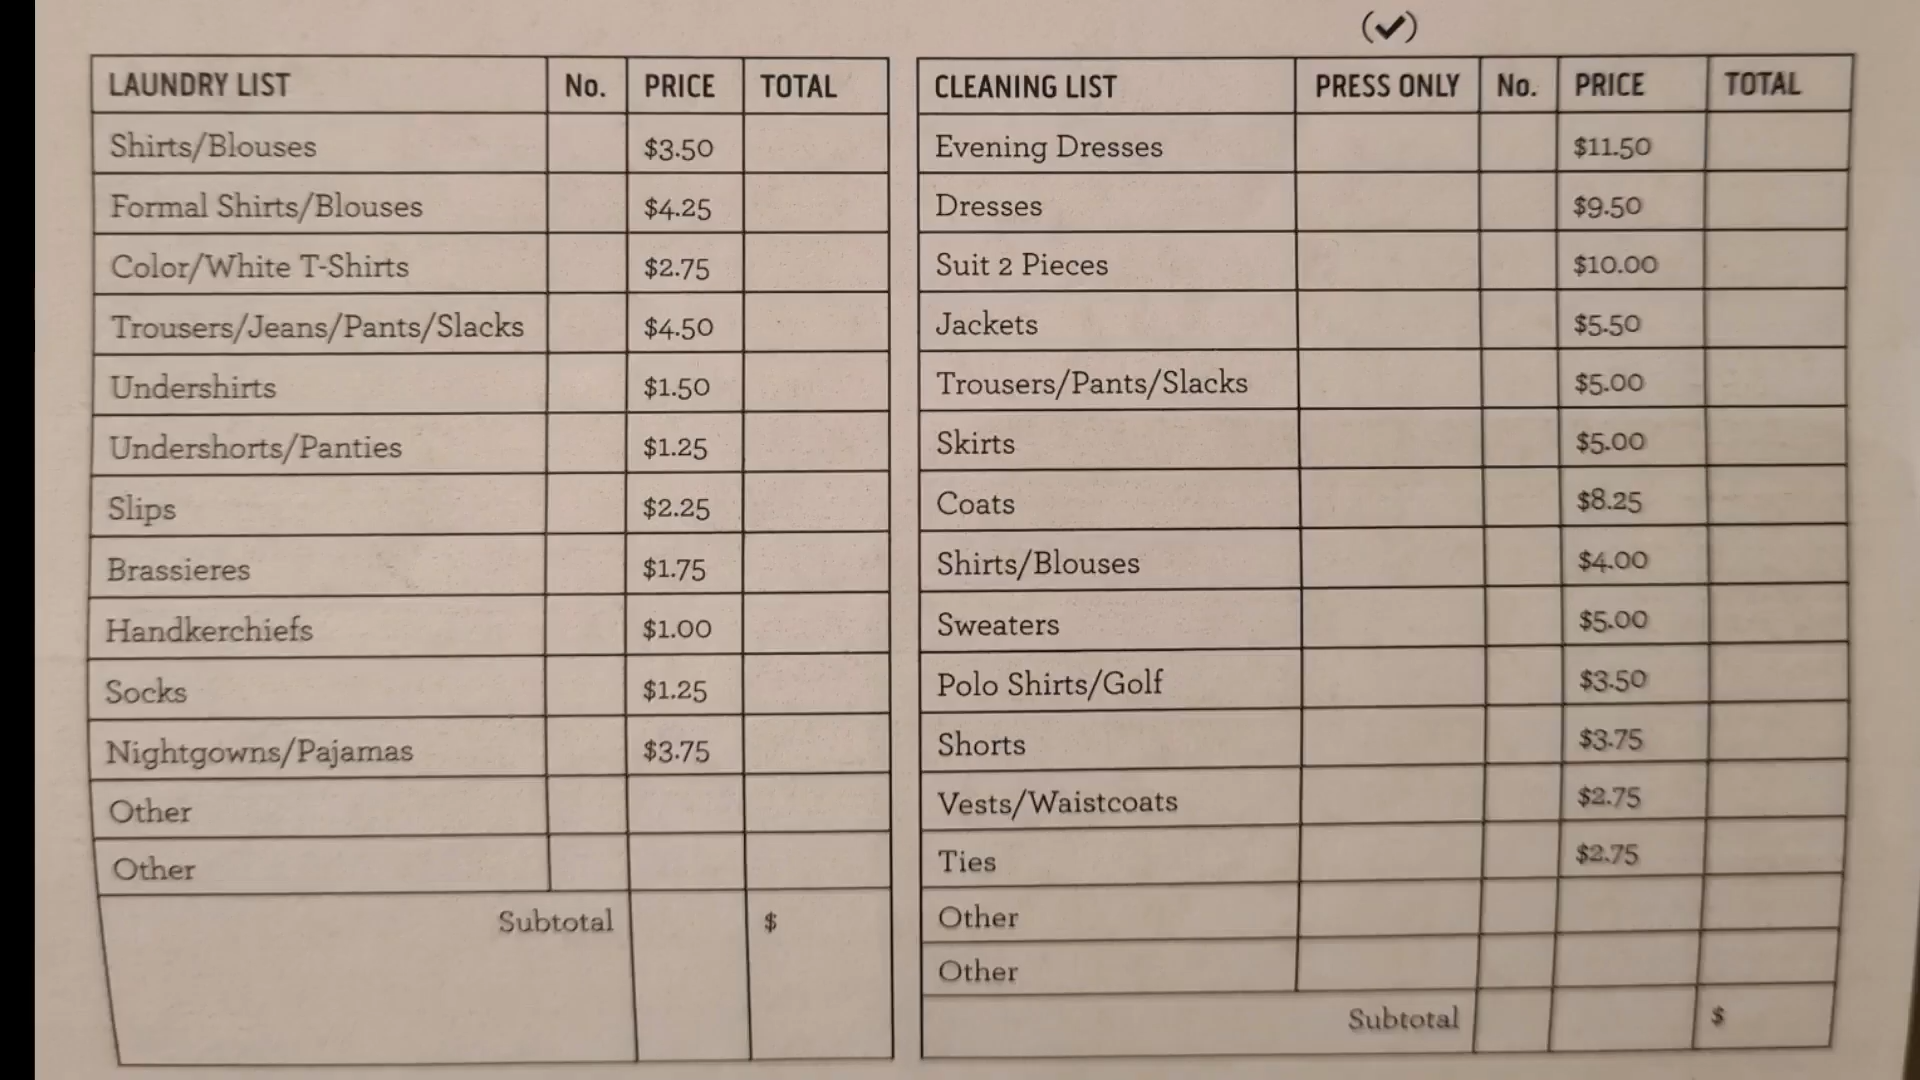 (✓)
LAUNDRY LIST No. PRICE TOTAL
Shirts/Blouses $3.50
Formal Shirts/Blouses $4.25
Color/White T-Shirts $2.75
Trousers/Jeans/Pants/Slacks $4.50
Undershirts $1.50
Undershorts/Panties $1.25
Slips $2.25
Brassieres $1.75
Handkerchiefs $1.00
Socks $1.25
Nightgowns/Pajamas $3.75
Other
Other
Subtotal $
CLEANING LIST PRESS ONLY No. PRICE TOTAL
Evening Dresses $11.50
Dresses $9.50
Suit 2 Pieces $10.00
Jackets $5.50
Trousers/Pants/Slacks $5.00
Skirts $5.00
Coats $8.25
Shirts/Blouses $4.00
Sweaters $5.00
Polo Shirts/Golf $3.50
Shorts $3.75
Vests/Waistcoats $2.75
Ties $2.75
Other
Other
Subtotal $